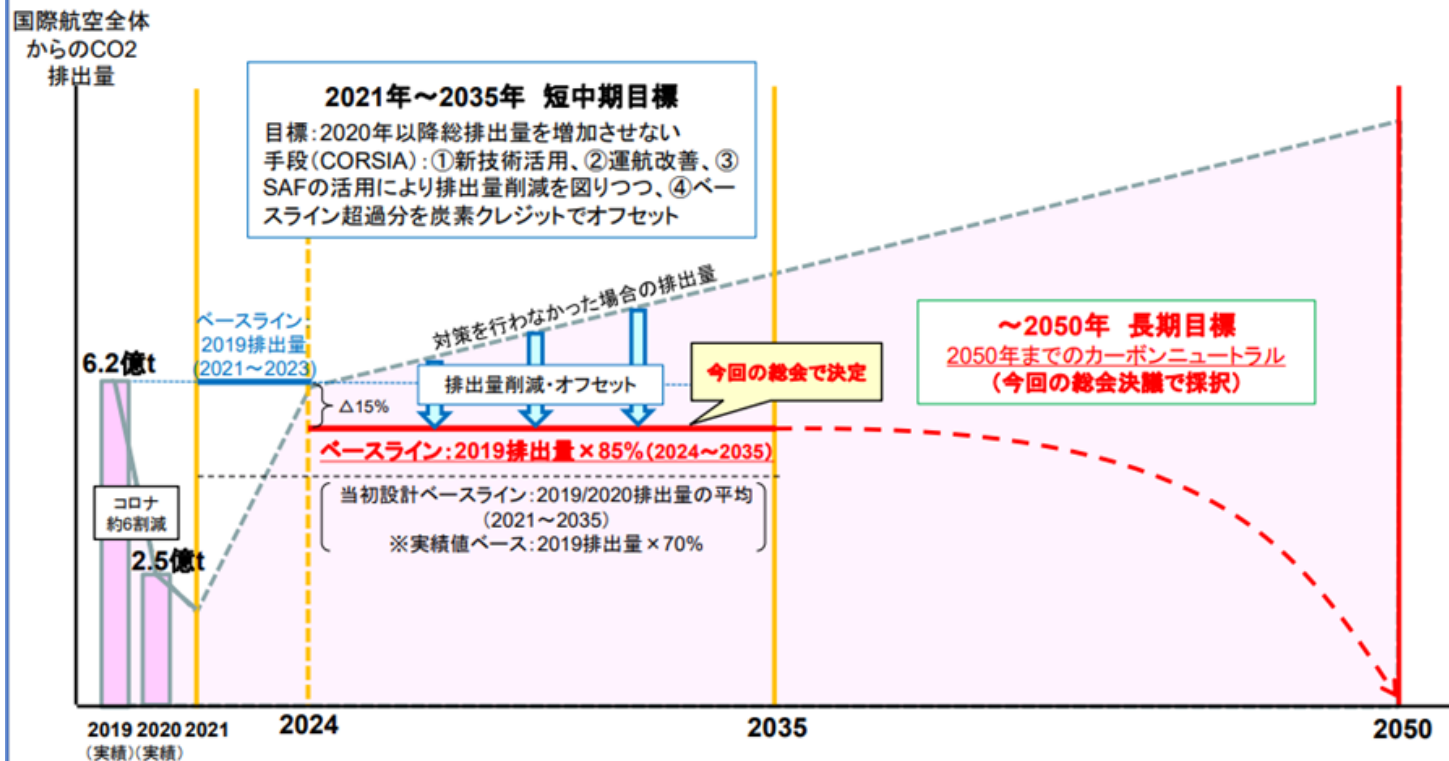 国際航空全体
からのCO2
排出量
2021年～2035年 短中期目標
目標：2020年以降総排出量を増加させない
手段（CORSIA）：①新技術活用、②運航改善、③
SAFの活用により排出量削減を図りつつ、④ベー
スライン超過分を炭素クレジットでオフセット
対策を行わなかった場合の排出量
ベースライン：
2019排出量
（2021～2023）
6.2億t
△15%
排出量削減・オフセット
今回の総会で決定
～2050年 長期目標
2050年までのカーボンニュートラル
（今回の総会決議で採択）
ベースライン：2019排出量×85%（2024～2035）
コロナ
約6割減
当初設計ベースライン：2019/2020排出量の平均
（2021～2035）
※実績値ベース：2019排出量×70%
2.5億t
2019 2020 2021 2024 2035 2050
（実績）（実績）